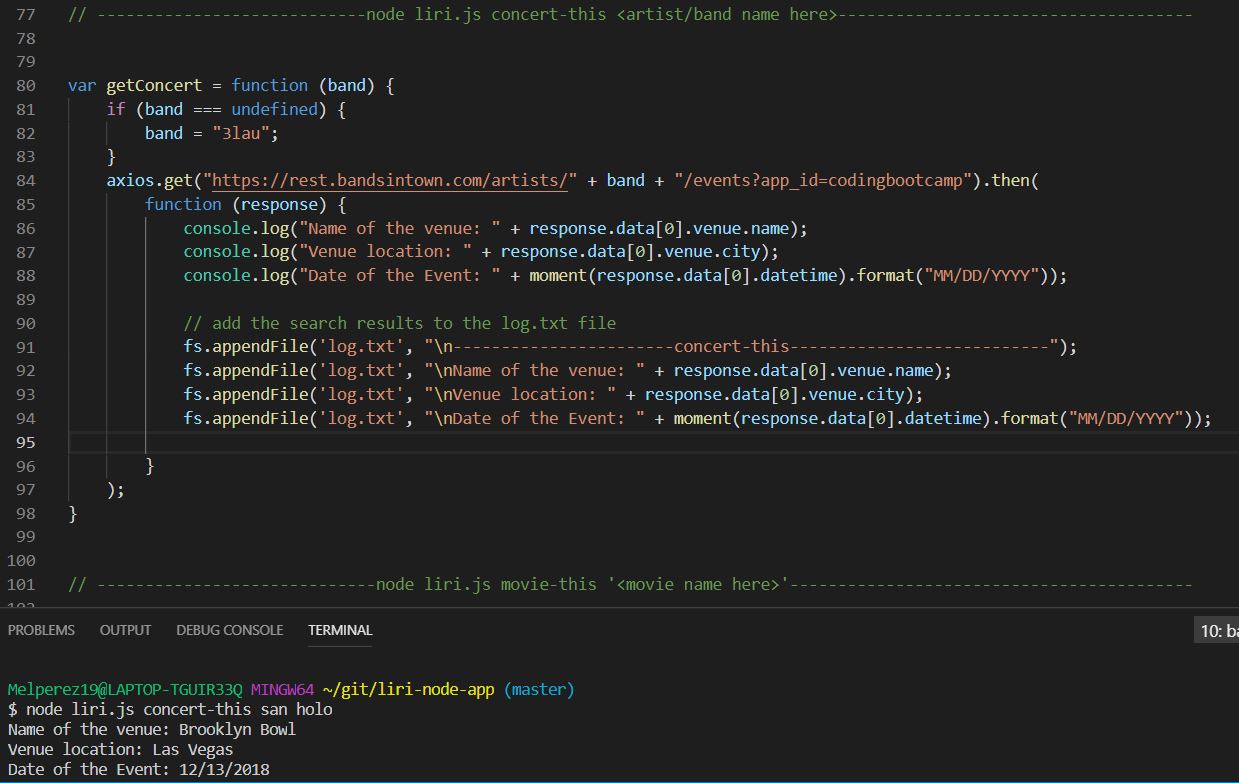 77 // ----------------------------node liri.js concert-this <artist/band name here>-------------------------------------
78
79
80 var getConcert = function (band) {
81     if (band === undefined) {
82         band = "3lau";
83     }
84     axios.get("https://rest.bandsintown.com/artists/" + band + "/events?app_id=codingbootcamp").then(
85         function (response) {
86             console.log("Name of the venue: " + response.data[0].venue.name);
87             console.log("Venue location: " + response.data[0].venue.city);
88             console.log("Date of the Event: " + moment(response.data[0].datetime).format("MM/DD/YYYY"));
89
90             // add the search results to the log.txt file
91             fs.appendFile('log.txt', "\n-----------------------concert-this---------------------------");
92             fs.appendFile('log.txt', "\nName of the venue: " + response.data[0].venue.name);
93             fs.appendFile('log.txt', "\nVenue location: " + response.data[0].venue.city);
94             fs.appendFile('log.txt', "\nDate of the Event: " + moment(response.data[0].datetime).format("MM/DD/YYYY"));
95
96         }
97     );
98 }
99
100
101 // -----------------------------node liri.js movie-this '<movie name here>'------------------------------------------
PROBLEMS OUTPUT DEBUG CONSOLE TERMINAL 10: ba
Melperez19@LAPTOP-TGUIR33Q MINGW64 ~/git/liri-node-app (master)
$ node liri.js concert-this san holo
Name of the venue: Brooklyn Bowl
Venue location: Las Vegas
Date of the Event: 12/13/2018